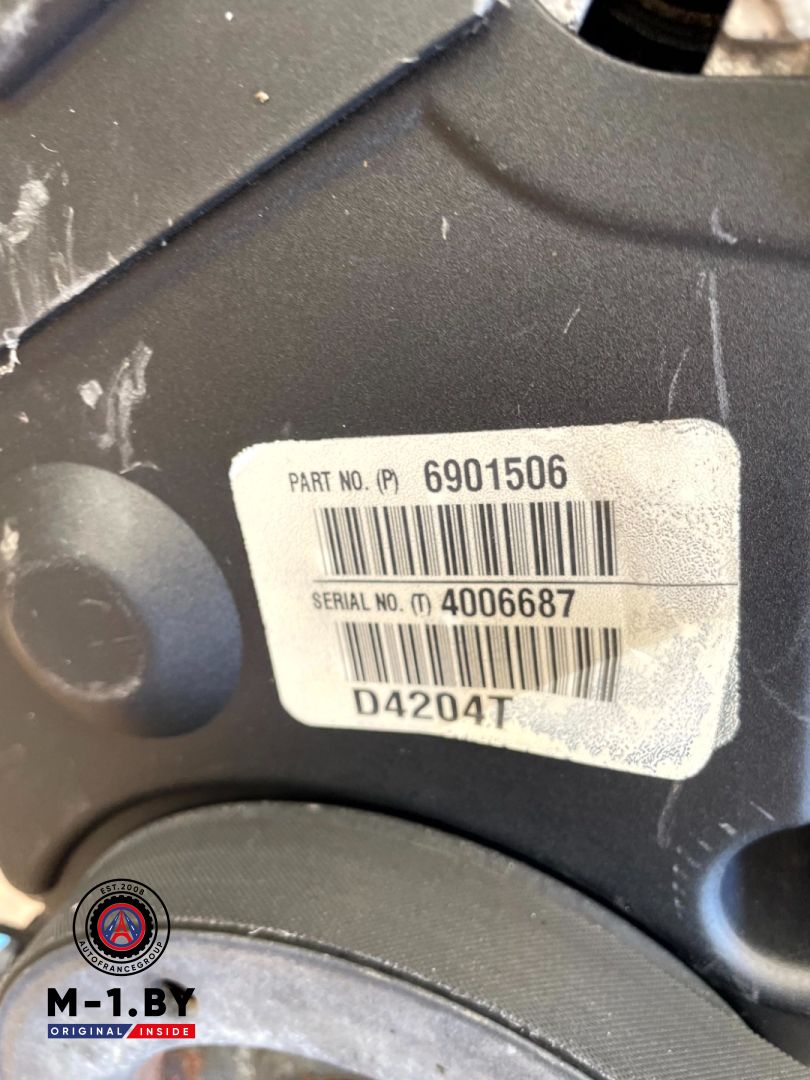 PART NO. (P) 6901506
SERIAL NO. (T) 4006687
D4204T
EST.2008
AUTOFRANCEGROUP
M-1.BY
ORIGINAL INSIDE